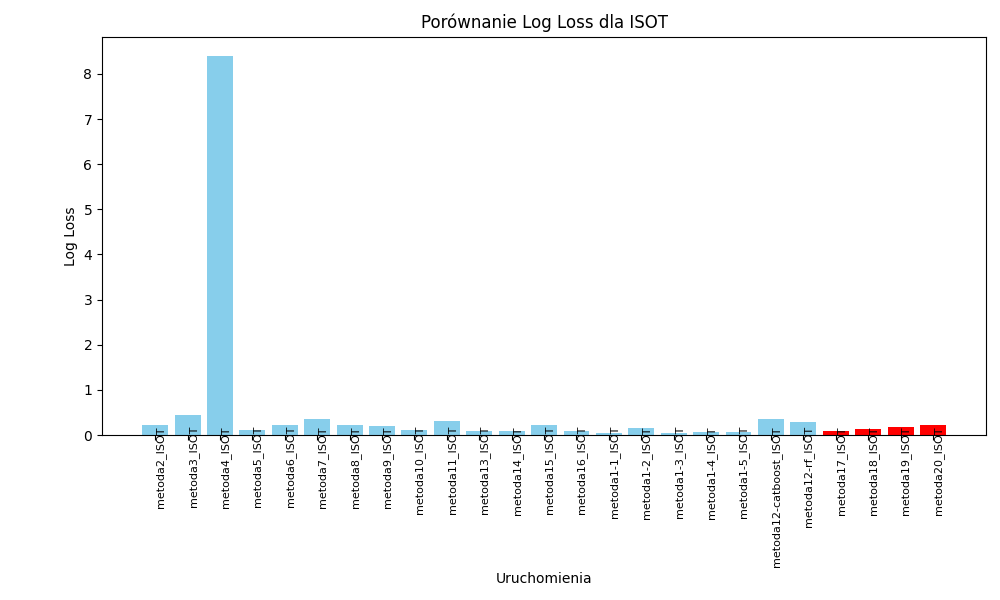 Porównanie Log Loss dla ISOT
Log Loss
8
7
6
5
4
3
2
1
0
metoda2_ISOT
metoda3_ISOT
metoda4_ISOT
metoda5_ISOT
metoda6_ISOT
metoda7_ISOT
metoda8_ISOT
metoda9_ISOT
metoda10_ISOT
metoda11_ISOT
metoda13_ISOT
metoda14_ISOT
metoda15_ISOT
metoda16_ISOT
metoda1-1_ISOT
metoda1-2_ISOT
metoda1-3_ISOT
metoda1-4_ISOT
metoda1-5_ISOT
metoda12-catboost_ISOT
metoda12-rf_ISOT
metoda17_ISOT
metoda18_ISOT
metoda19_ISOT
metoda20_ISOT
Uruchomienia